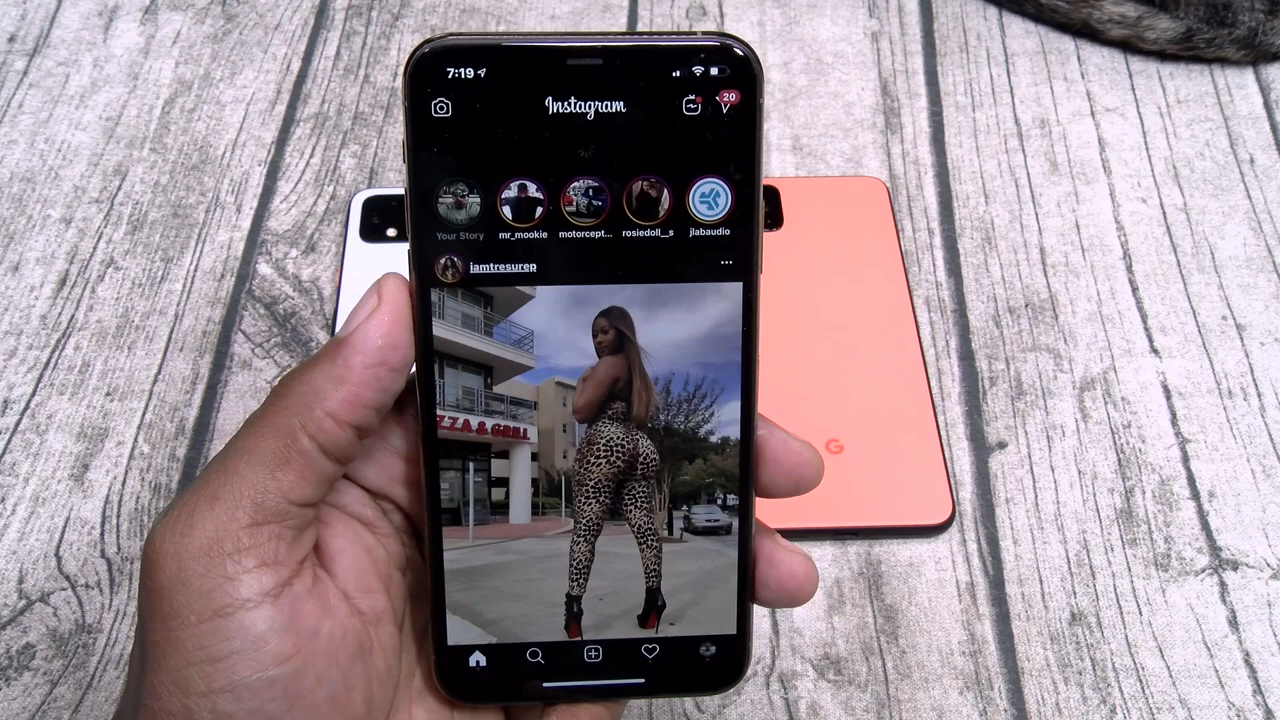 7:19
Instagram
20
Your Story
mr_mookie
motorcept...
rosiedoll__s
jlabaudio
iamtresurep
ZZA & GRILL
G